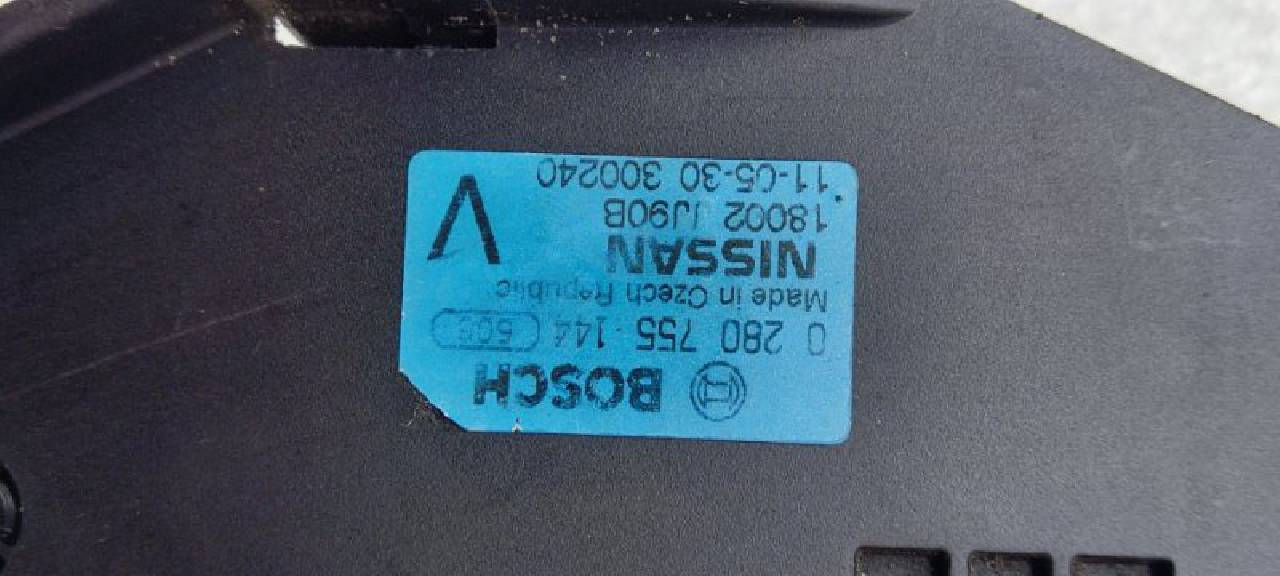 BOSCH
0 280 755 144
Made in Czech Republic
NISSAN
18002 JJ90B
11-05-30 300240
V